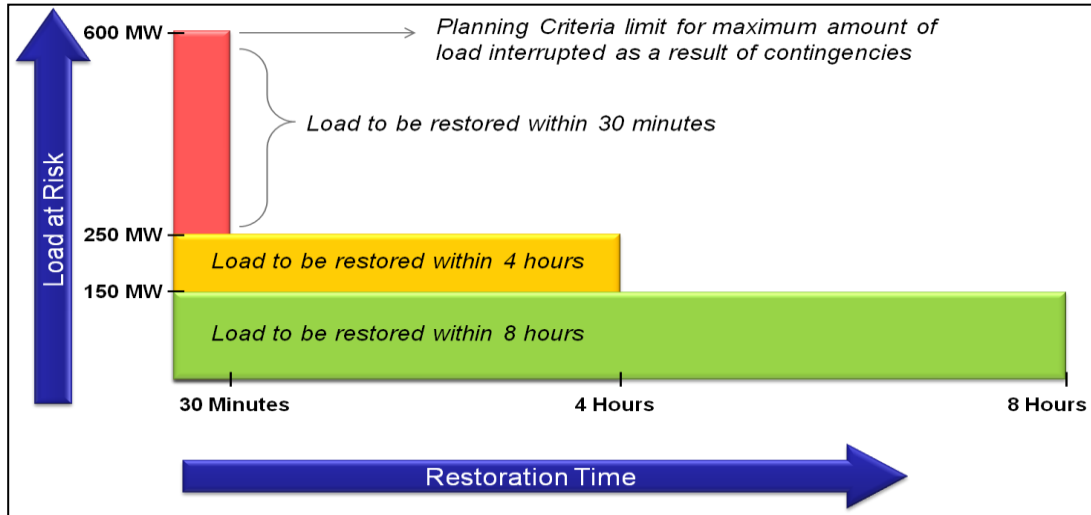 600 MW
Planning Criteria limit for maximum amount of
load interrupted as a result of contingencies
Load to be restored within 30 minutes
Load at Risk
250 MW
Load to be restored within 4 hours
150 MW
Load to be restored within 8 hours
30 Minutes
4 Hours
8 Hours
Restoration Time